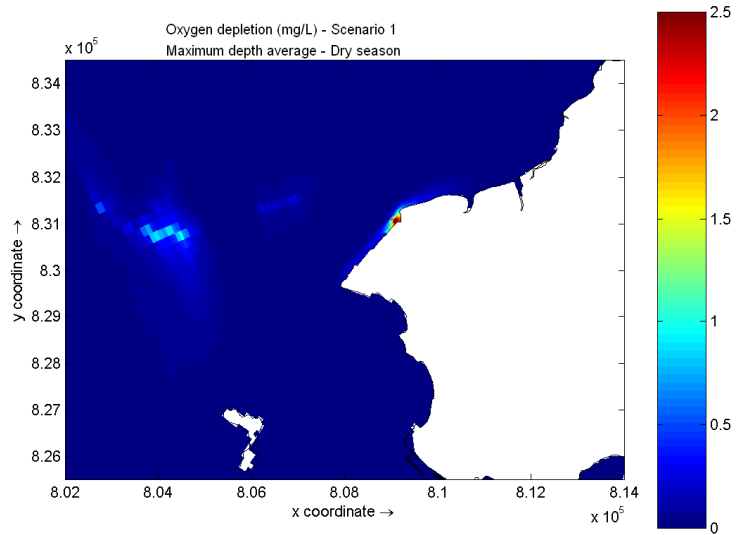 Oxygen depletion (mg/L) - Scenario 1
Maximum depth average - Dry season
x 10^5
8.34
8.33
8.32
8.31
8.3
8.29
8.28
8.27
8.26
y coordinate →
8.02 8.04 8.06 8.08 8.1 8.12 8.14
x coordinate →
x 10^5
2.5
2
1.5
1
0.5
0